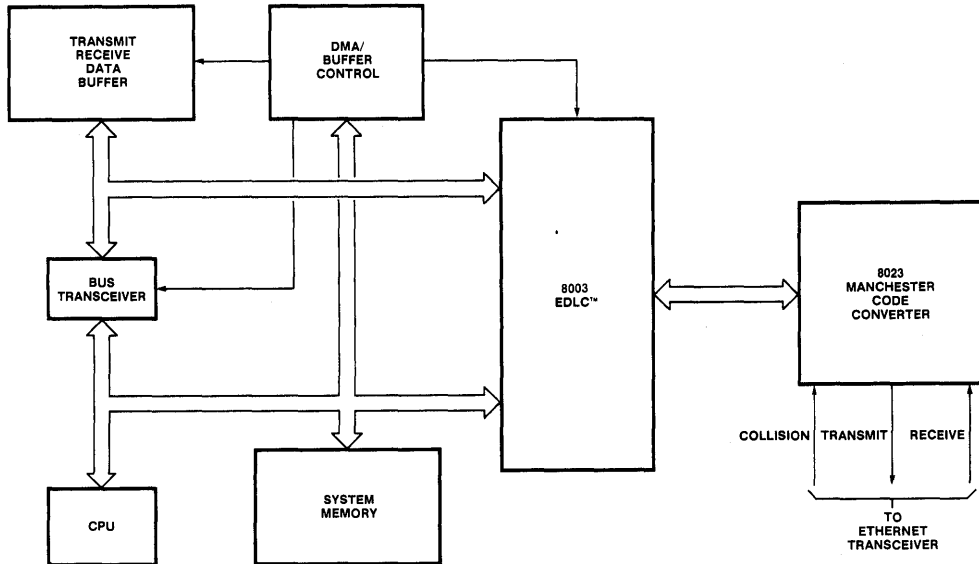 TRANSMIT
RECEIVE
DATA
BUFFER
DMA/
BUFFER
CONTROL
BUS
TRANSCEIVER
8003
EDLC™
8023
MANCHESTER
CODE
CONVERTER
COLLISION TRANSMIT RECEIVE
CPU
SYSTEM
MEMORY
TO
ETHERNET
TRANSCEIVER